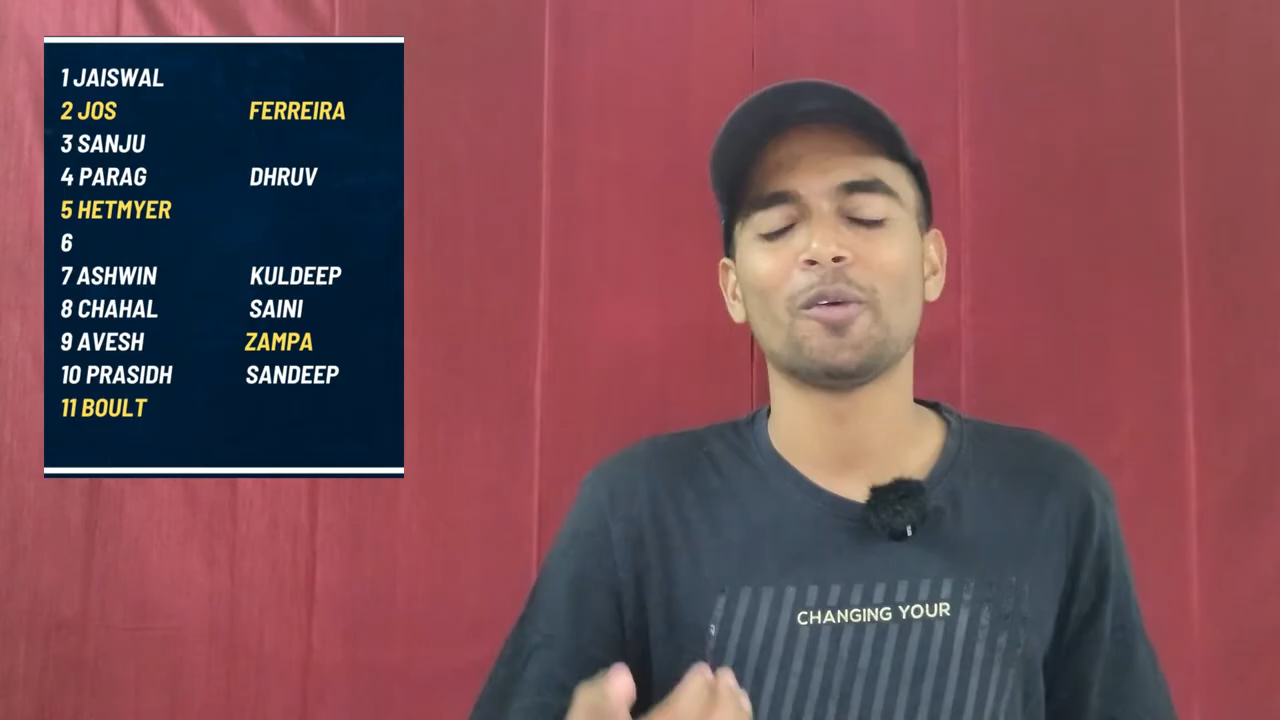 1 JAISWAL
2 JOS FERREIRA
3 SANJU
4 PARAG DHRUV
5 HETMYER
6
7 ASHWIN KULDEEP
8 CHAHAL SAINI
9 AVESH ZAMPA
10 PRASIDH SANDEEP
11 BOULT
CHANGING YOUR